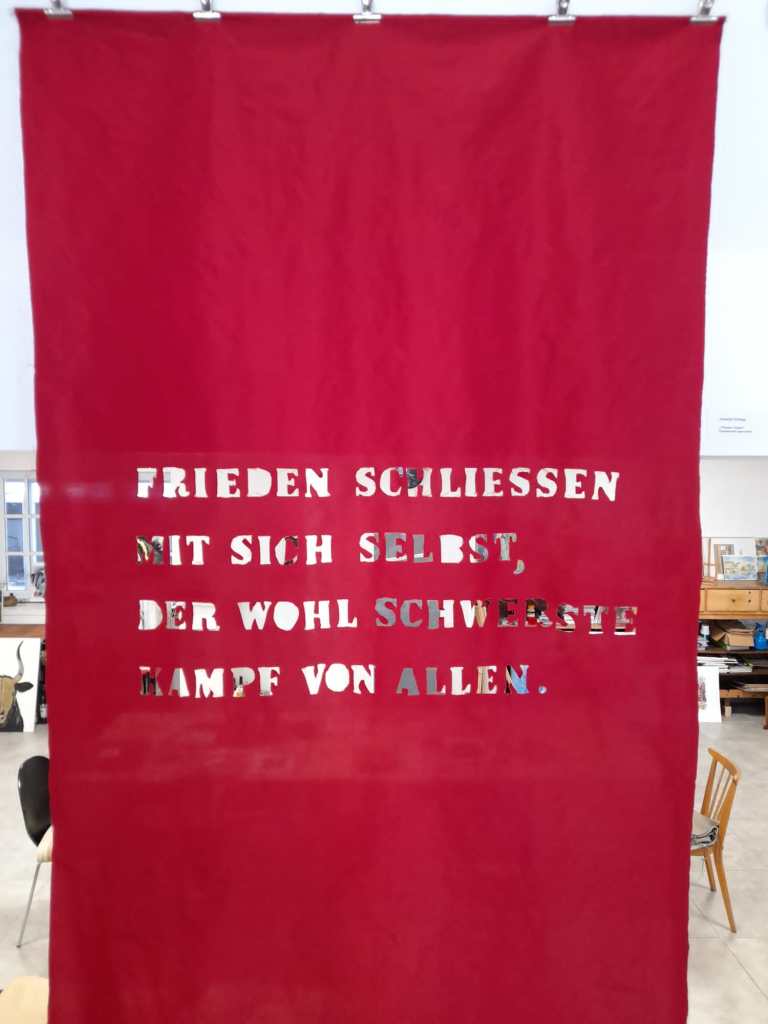 FRIEDEN SCHLIESSEN
MIT SICH SELBST,
DER WOHL SCHWERSTE
KAMPF VON ALLEN.